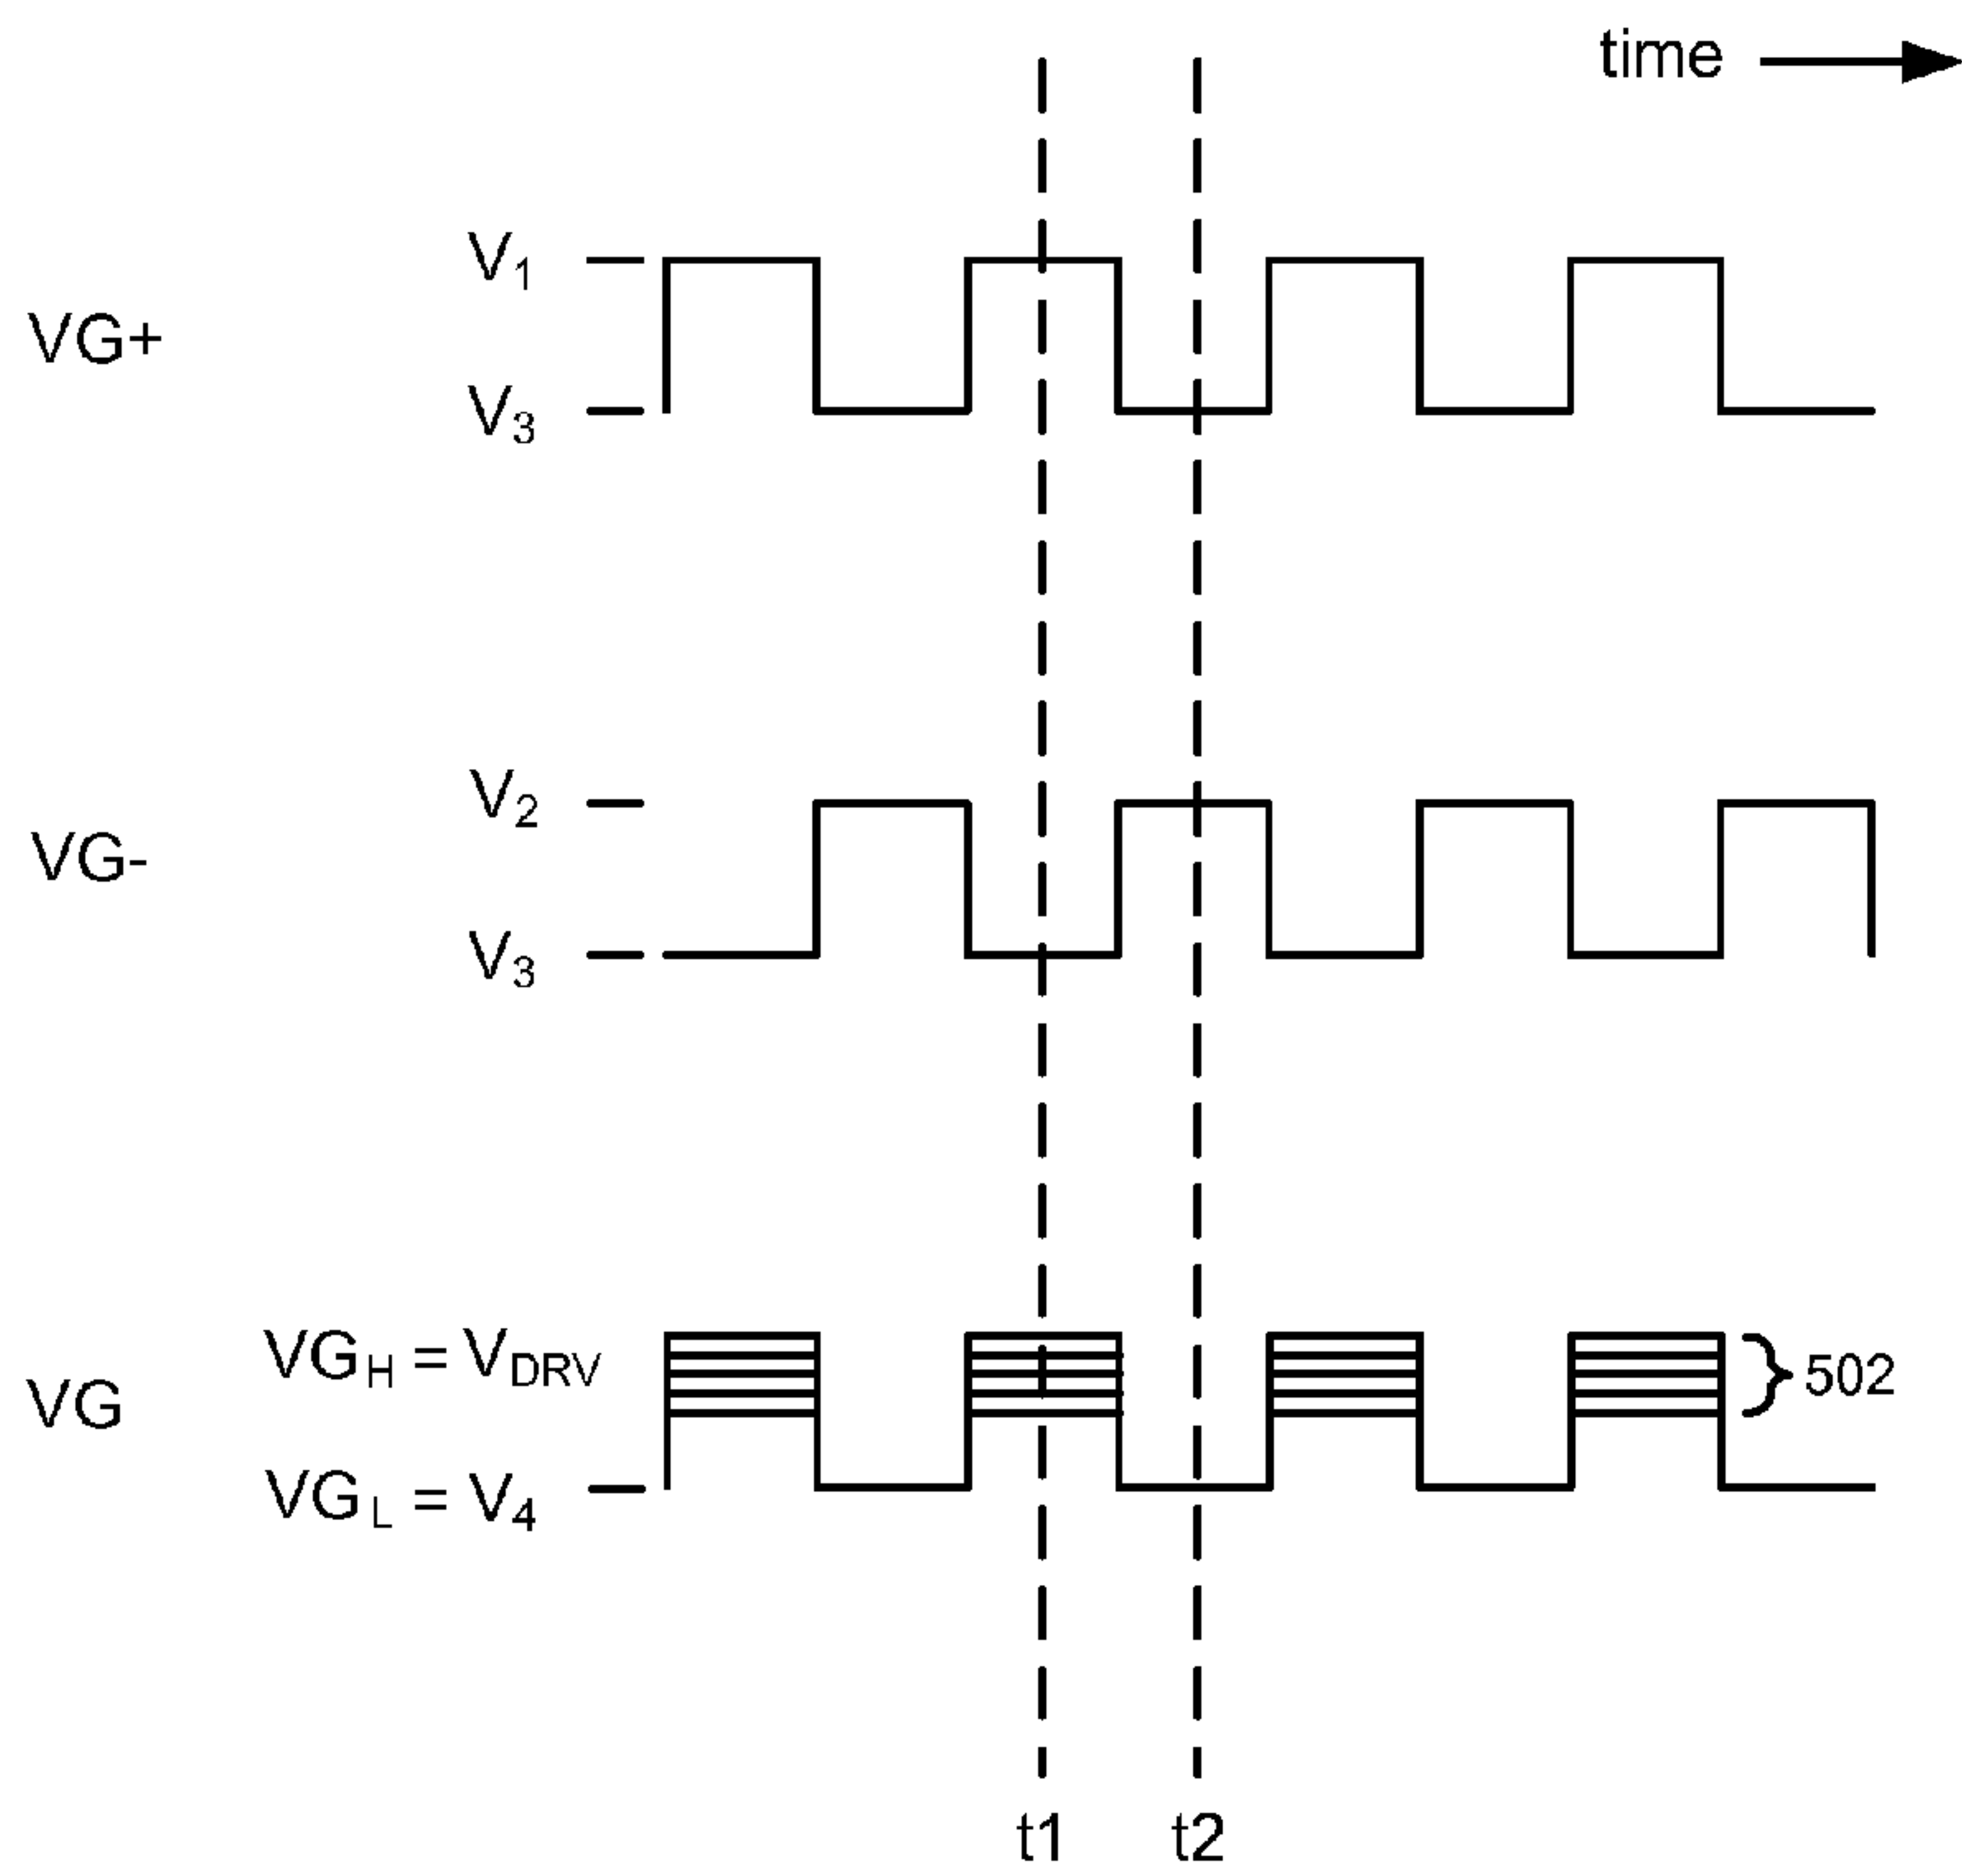 time
V1
VG+
V3
V2
VG-
V3
VGH = VDRV
502
VG
VGL = V4
t1 t2